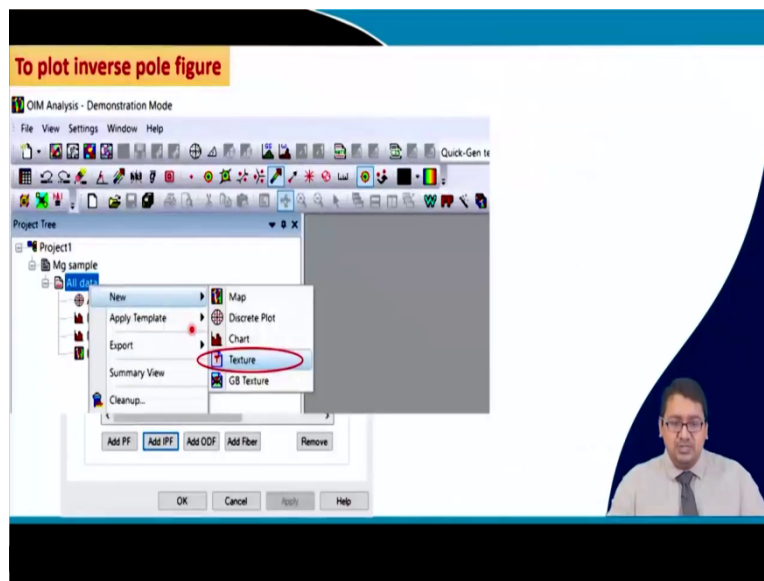 To plot inverse pole figure
OIM Analysis - Demonstration Mode
File View Settings Window Help
Quick-Gen te
Project Tree
Project1
Mg sample
All data
New
Apply Template
Export
Summary View
Cleanup...
Map
Discrete Plot
Chart
Texture
GB Texture
Add PF Add IPF Add ODF Add Fiber Remove
OK Cancel Apply Help